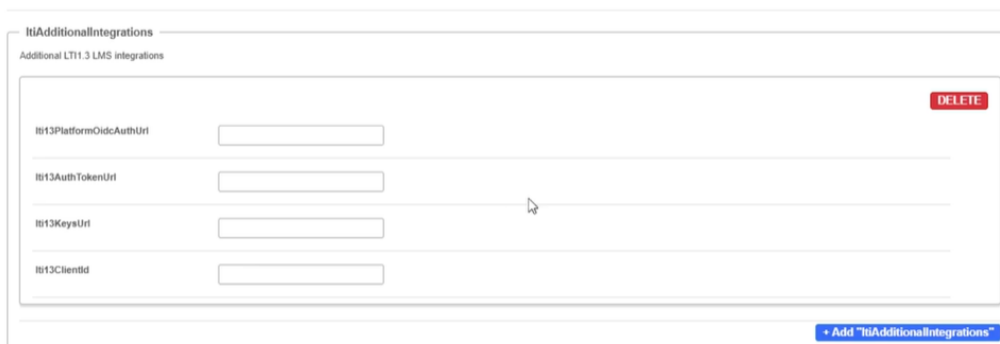 ltiAdditionalIntegrations
Additional LTI1.3 LMS integrations
DELETE
lti13PlatformOidcAuthUrl
lti13AuthTokenUrl
lti13KeysUrl
lti13ClientId
+ Add "ltiAdditionalIntegrations"